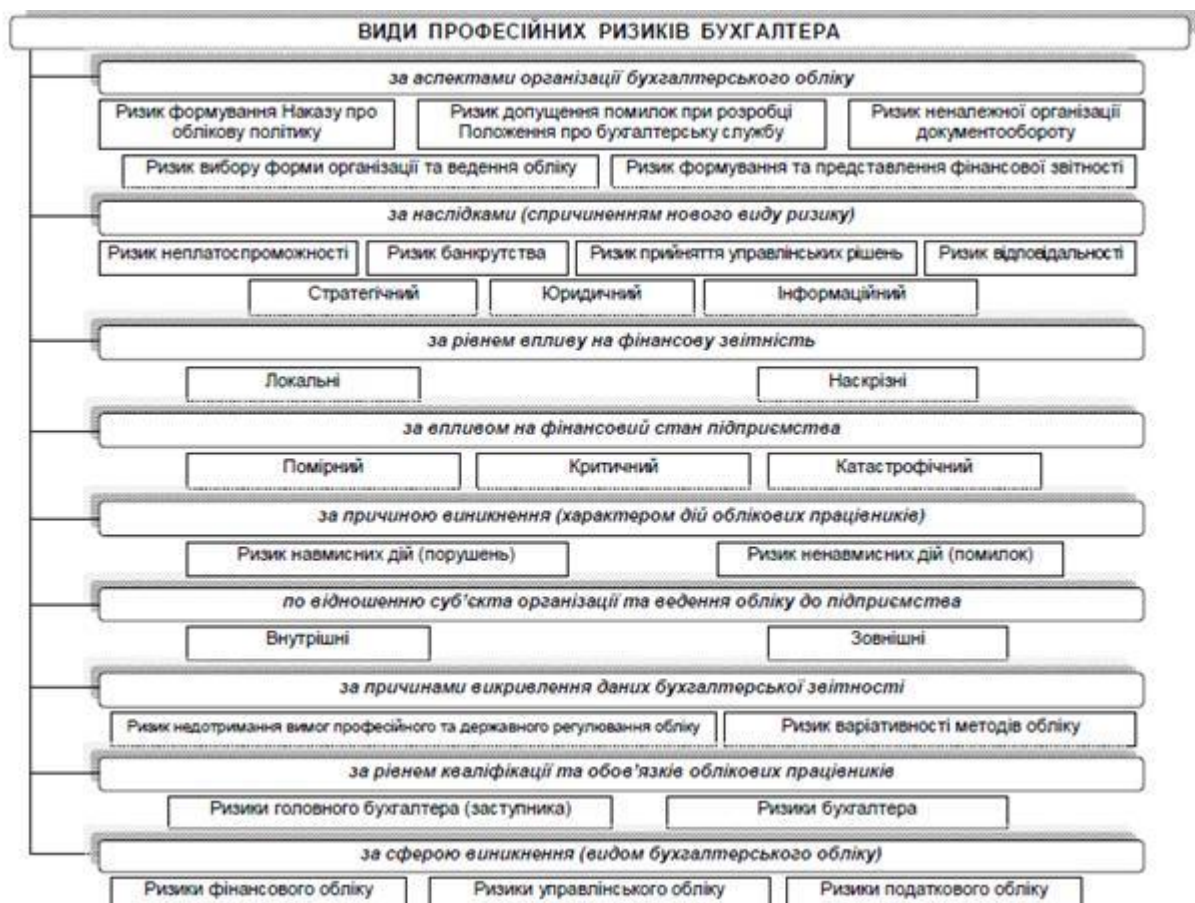 ВИДИ ПРОФЕСІЙНИХ РИЗИКІВ БУХГАЛТЕРА
за аспектами організації бухгалтерського обліку
Ризик формування Наказу про
облікову політику
Ризик допущення помилок при розробці
Положення про бухгалтерську службу
Ризик неналежної організації
документообороту
Ризик вибору форми організації та ведення обліку
Ризик формування та представлення фінансової звітності
за наслідками (спричиненням нового виду ризику)
Ризик неплатоспроможності
Ризик банкрутства
Ризик прийняття управлінських рішень
Ризик відповідальності
Стратегічний
Юридичний
Інформаційний
за рівнем впливу на фінансову звітність
Локальні
Наскрізні
за впливом на фінансовий стан підприємства
Помірний
Критичний
Катастрофічний
за причиною виникнення (характером дій облікових працівників)
Ризик навмисних дій (порушень)
Ризик ненавмисних дій (помилок)
по відношенню суб'єкта організації та ведення обліку до підприємства
Внутрішні
Зовнішні
за причинами викривлення даних бухгалтерської звітності
Ризик недотримання вимог професійного та державного регулювання обліку
Ризик варіативності методів обліку
за рівнем кваліфікації та обов'язків облікових працівників
Ризики головного бухгалтера (заступника)
Ризики бухгалтера
за сферою виникнення (видом бухгалтерського обліку)
Ризики фінансового обліку
Ризики управлінського обліку
Ризики податкового обліку